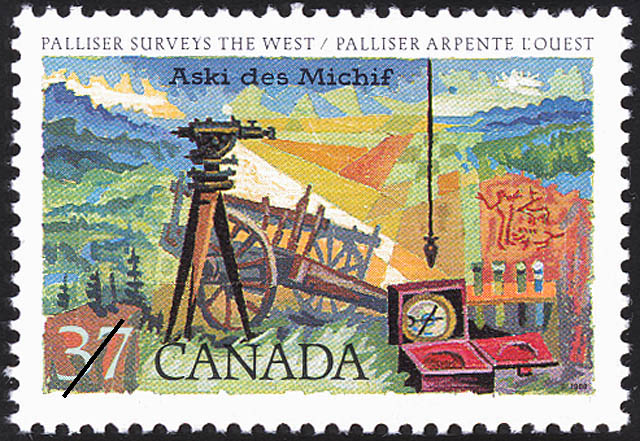 PALLISER SURVEYS THE WEST / PALLISER ARPENTE L'OUEST
Aski des Michif
37
CANADA